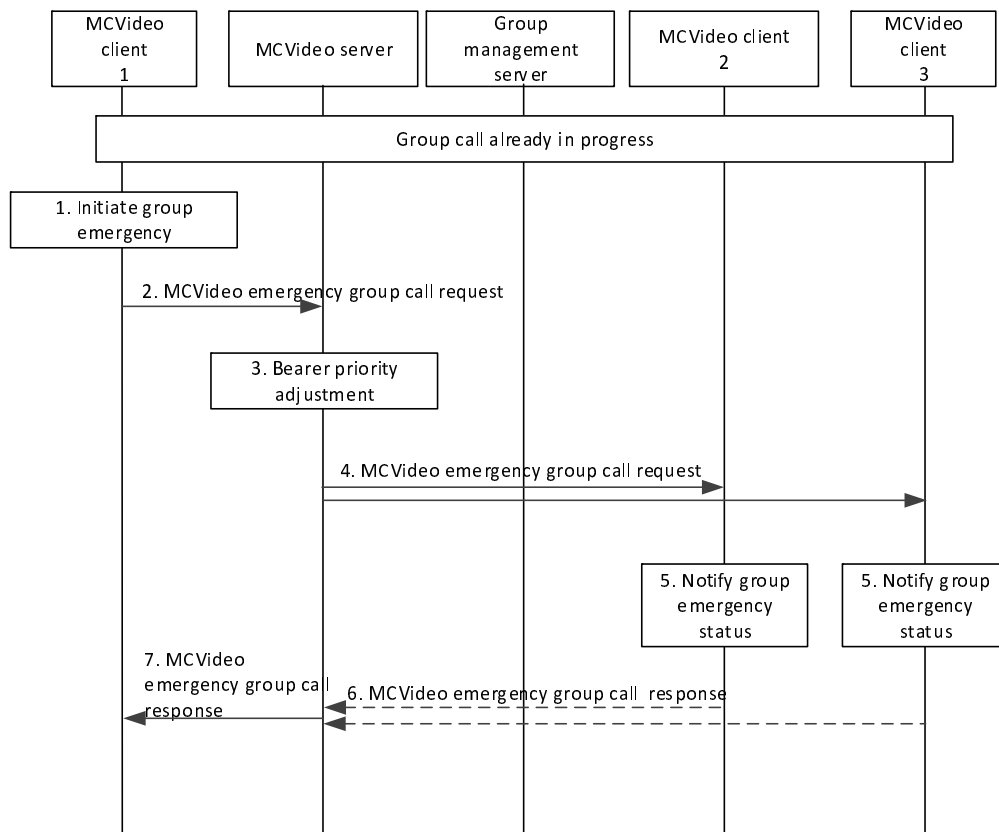 MCVideo
client
1
MCVideo server
Group
management
server
MCVideo client
2
MCVideo
client
3
Group call already in progress
1. Initiate group
emergency
2. MCVideo emergency group call request
3. Bearer priority
adjustment
4. MCVideo emergency group call request
5. Notify group
emergency
status
5. Notify group
emergency
status
7. MCVideo
emergency group call
response
6. MCVideo emergency group call response